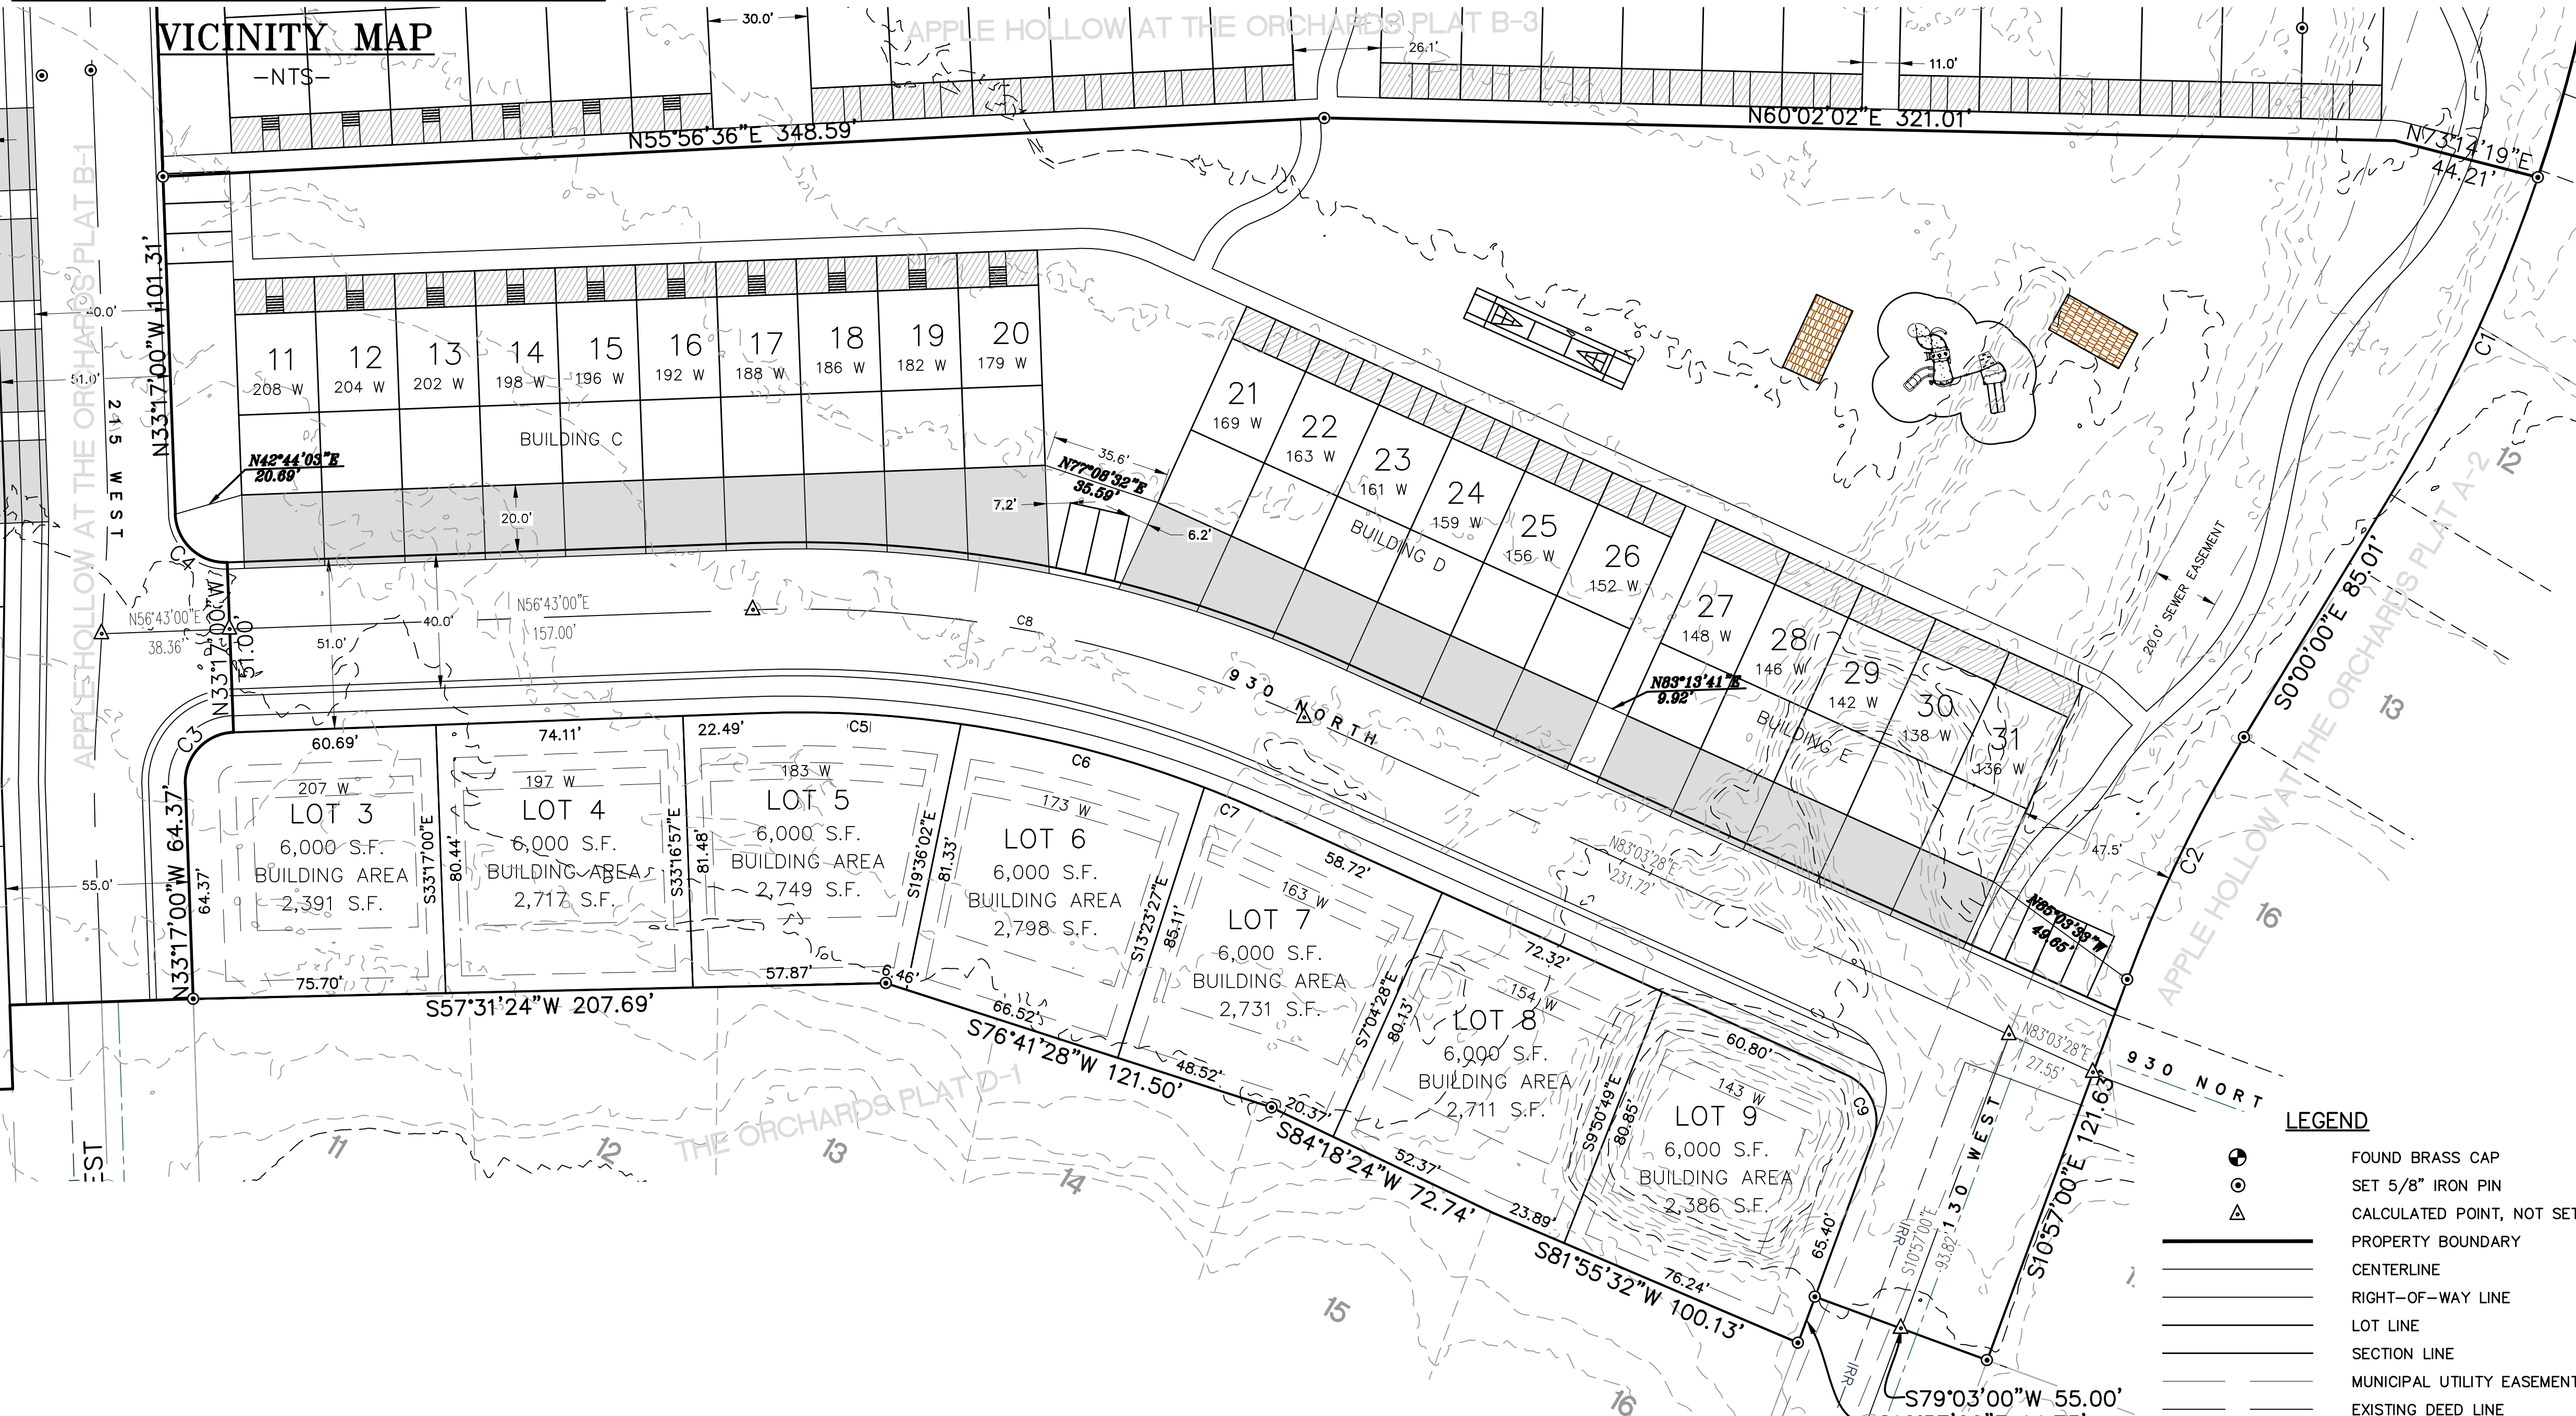 VICINITY MAP
-NTS-
30.0'
APPLE HOLLOW AT THE ORCHARDS PLAT B-3
26.1'
11.0'
N55°56'36"E 348.59'
N60°02'02"E 321.01'
N73°14'19"E
44.21'
APPLE HOLLOW AT THE ORCHARDS PLAT B-1
245 WEST
40.0'
51.0'
N33°17'00"W 101.31'
11
208 W
12
204 W
13
202 W
14
198 W
15
196 W
16
192 W
17
188 W
18
186 W
19
182 W
20
179 W
BUILDING C
N42°44'03"E
20.69'
20.0'
7.2'
35.6'
N77°08'32"E
35.59'
6.2'
21
169 W
22
163 W
23
161 W
24
159 W
25
156 W
26
152 W
BUILDING D
27
148 W
28
146 W
29
142 W
30
138 W
31
136 W
BUILDING E
N83°13'41"E
9.92'
20.0' SEWER EASEMENT
C1
12
S0°00'00"E 85.01'
APPLE HOLLOW AT THE ORCHARDS PLAT A-2
13
C2
47.5'
16
N85°03'33"W
49.65'
C4
N56°43'00"E
38.36'
N33°17'00"W
51.00'
51.0'
40.0'
N56°43'00"E
157.00'
C8
930 NORTH
N83°03'28"E
231.72'
C3
N33°17'00"W 64.37'
64.37'
55.0'
60.69'
207 W
LOT 3
6,000 S.F.
BUILDING AREA
2,391 S.F.
75.70'
S33°17'00"E
80.44'
74.11'
197 W
LOT 4
6,000 S.F.
BUILDING AREA
2,717 S.F.
S33°16'57"E
81.48'
22.49'
C5
183 W
LOT 5
6,000 S.F.
BUILDING AREA
2,749 S.F.
57.87'
S19°36'02"E
81.33'
6.46'
C6
173 W
LOT 6
6,000 S.F.
BUILDING AREA
2,798 S.F.
66.52'
S13°23'27"E
85.11'
C7
58.72'
163 W
LOT 7
6,000 S.F.
BUILDING AREA
2,731 S.F.
48.52'
20.37'
S7°04'28"E
80.13'
72.32'
154 W
LOT 8
6,000 S.F.
BUILDING AREA
2,711 S.F.
52.37'
23.89'
S9°50'49"E
80.85'
60.80'
143 W
LOT 9
6,000 S.F.
BUILDING AREA
2,386 S.F.
76.24'
C9
65.40'
S57°31'24"W 207.69'
S76°41'28"W 121.50'
S84°18'24"W 72.74'
S81°55'32"W 100.13'
THE ORCHARDS PLAT D-1
11
12
13
14
15
16
EST
IRR
IRR
S10°57'00"E
93.82'
130 WEST
N83°03'28"E
27.55'
930 NORT
S10°57'00"E 121.63'
S79°03'00"W 55.00'
LEGEND
FOUND BRASS CAP
SET 5/8" IRON PIN
CALCULATED POINT, NOT SET
PROPERTY BOUNDARY
CENTERLINE
RIGHT-OF-WAY LINE
LOT LINE
SECTION LINE
MUNICIPAL UTILITY EASEMENT
EXISTING DEED LINE